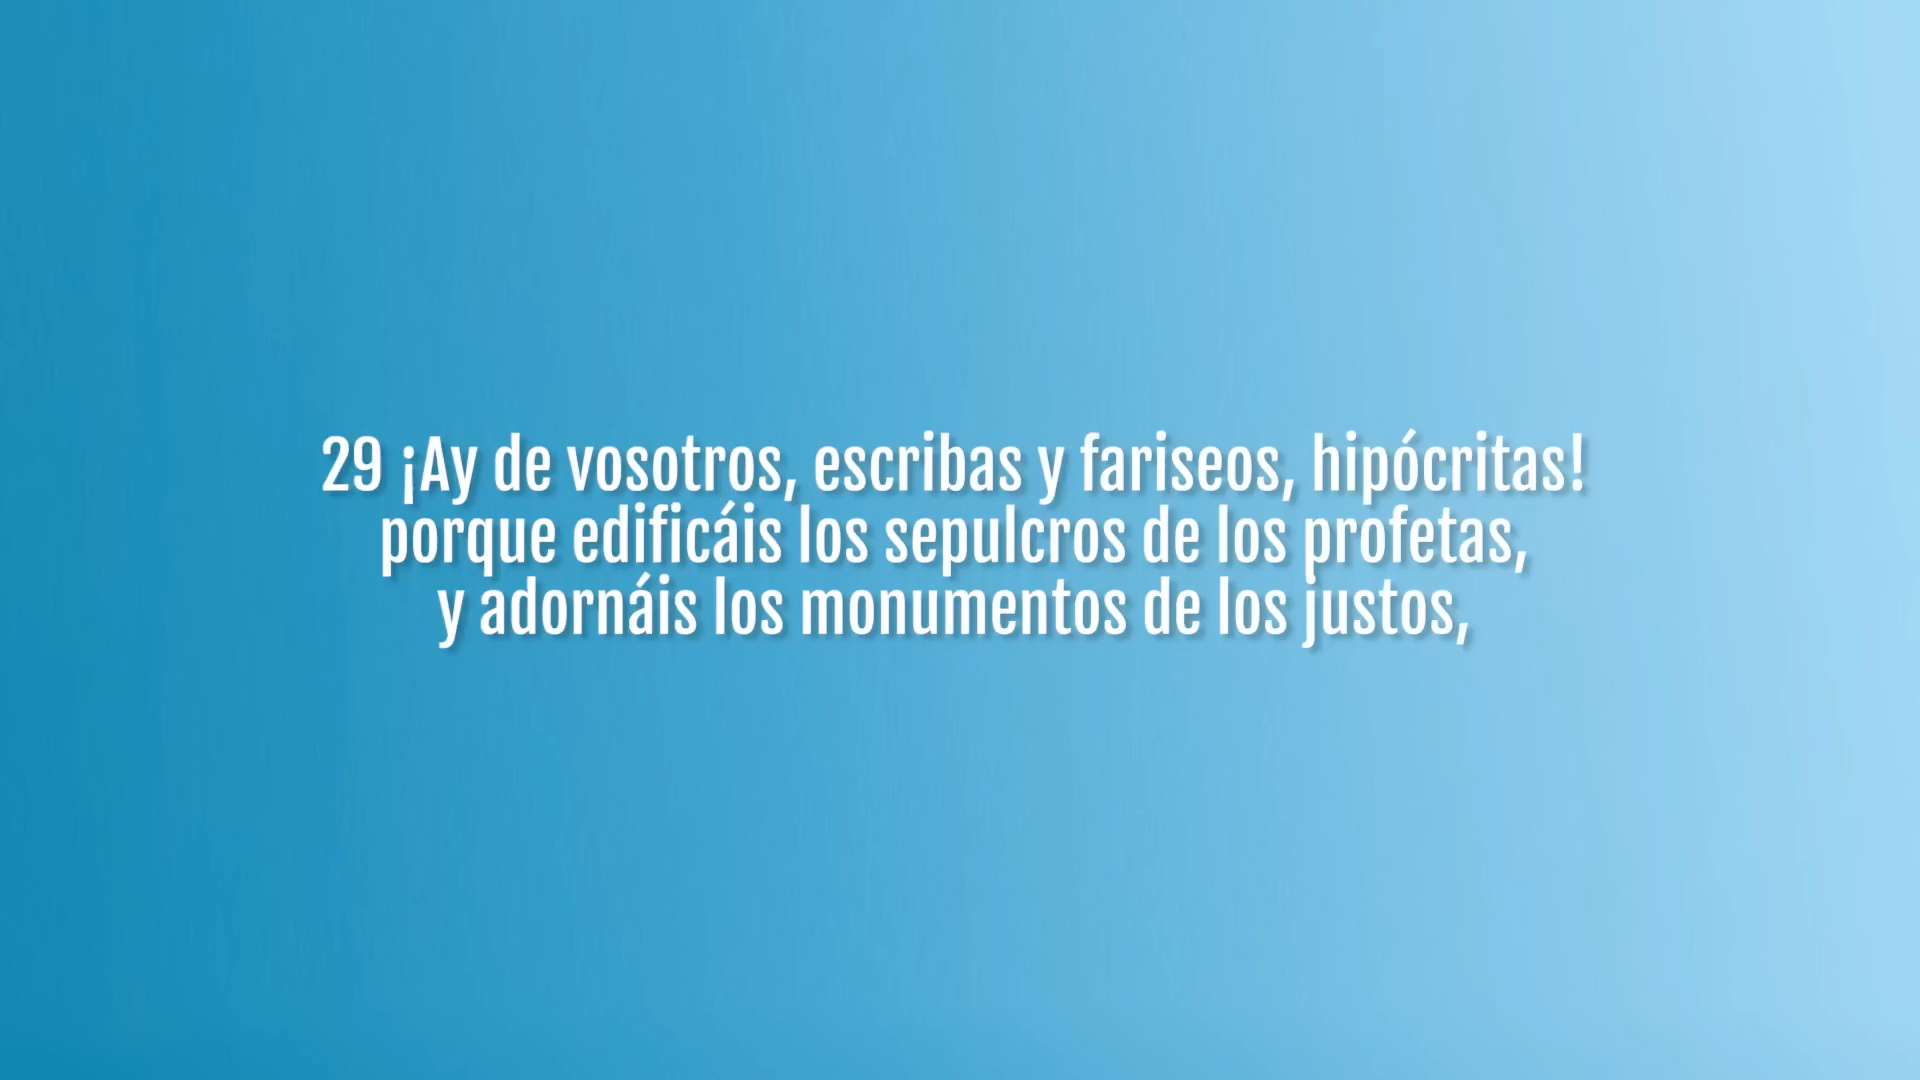 29 ¡Ay de vosotros, escribas y fariseos, hipócritas!
porque edificáis los sepulcros de los profetas,
y adornáis los monumentos de los justos,